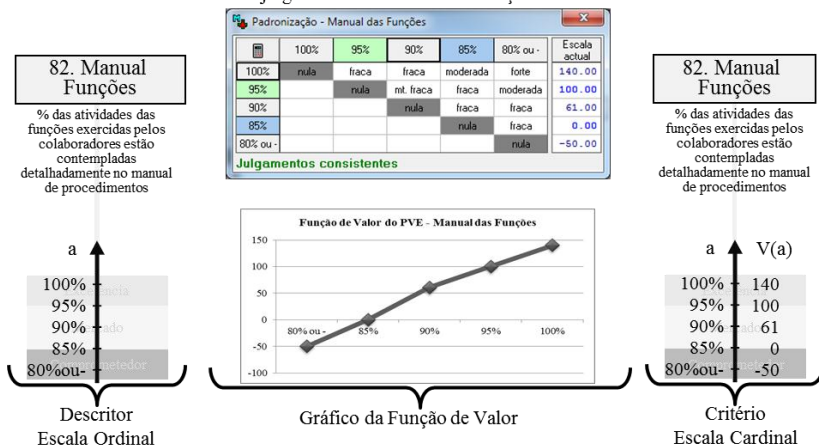 Padronização - Manual das Funções
100% 95% 90% 85% 80% ou - Escala actual
100% nula fraca fraca moderada forte 140.00
95% nula mt. fraca fraca moderada 100.00
90% nula fraca fraca 61.00
85% nula fraca 0.00
80% ou - nula -50.00
Julgamentos consistentes
82. Manual
Funções
% das atividades das
funções exercidas pelos
colaboradores estão
contempladas
detalhadamente no manual
de procedimentos
a
100%
95%
90%
85%
80%ou-
Descritor
Escala Ordinal
Função de Valor do PVE - Manual das Funções
150
100
50
0
-50
-100
80% ou - 85% 90% 95% 100%
Gráfico da Função de Valor
82. Manual
Funções
% das atividades das
funções exercidas pelos
colaboradores estão
contempladas
detalhadamente no manual
de procedimentos
a V(a)
100% 140
95% 100
90% 61
85% 0
80%ou- -50
Critério
Escala Cardinal